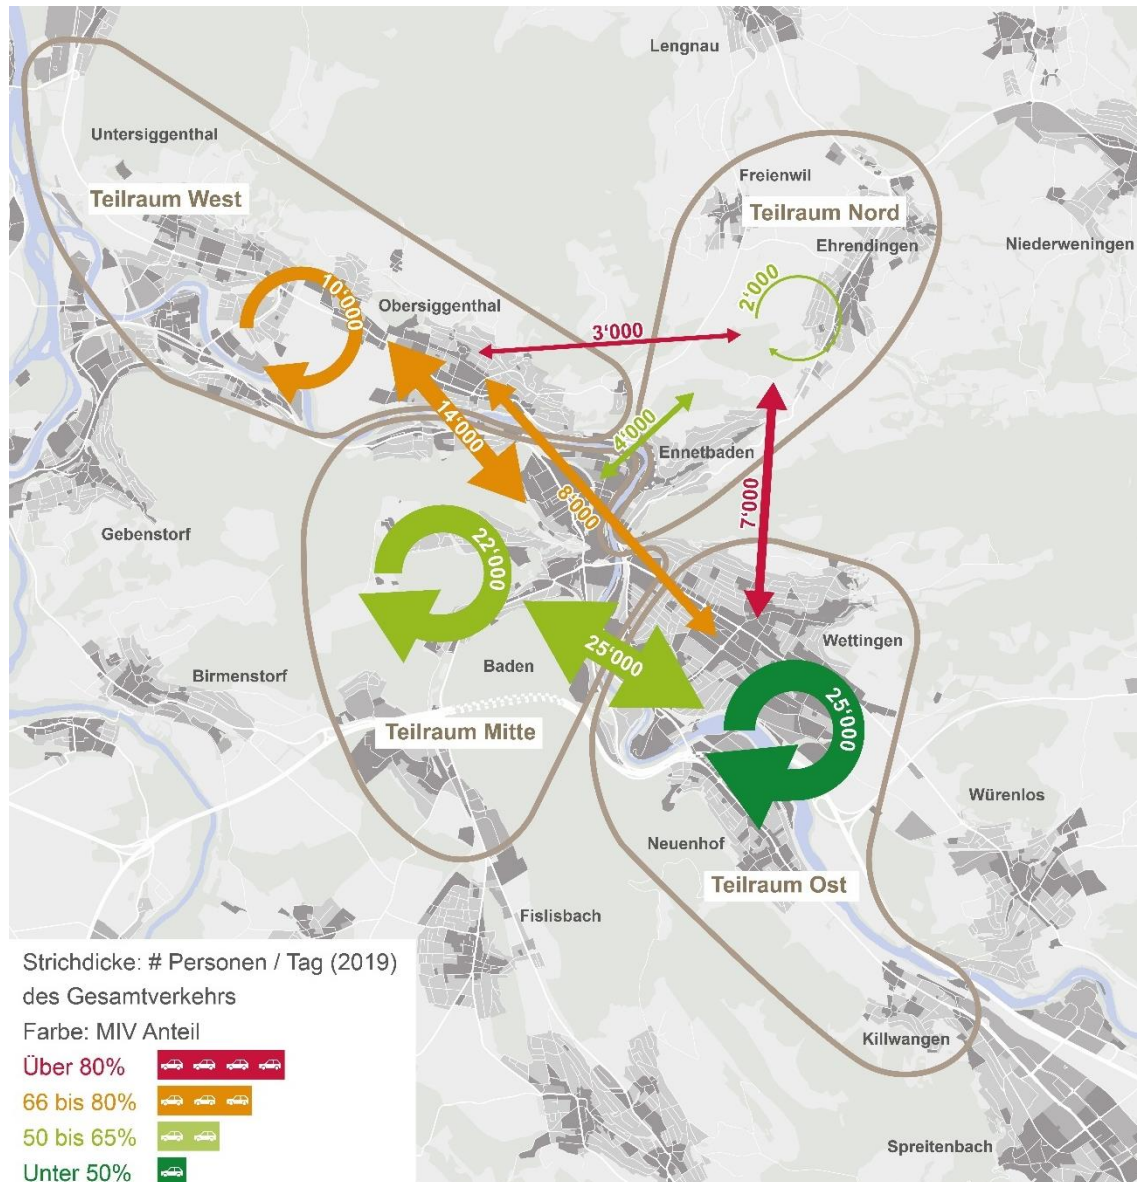 Lengnau
Untersiggenthal
Teilraum West
Freienwil
Teilraum Nord
Ehrendingen
Niederweningen
10'000
Obersiggenthal
2'000
3'000
14'000
4'000
Ennetbaden
8'000
7'000
Gebenstorf
22'000
Wettingen
25'000
Baden
Birmenstorf
Teilraum Mitte
25'000
Würenlos
Neuenhof
Teilraum Ost
Fislisbach
Killwangen
Spreitenbach
Strichdicke: # Personen / Tag (2019)
des Gesamtverkehrs
Farbe: MIV Anteil
Über 80%
66 bis 80%
50 bis 65%
Unter 50%